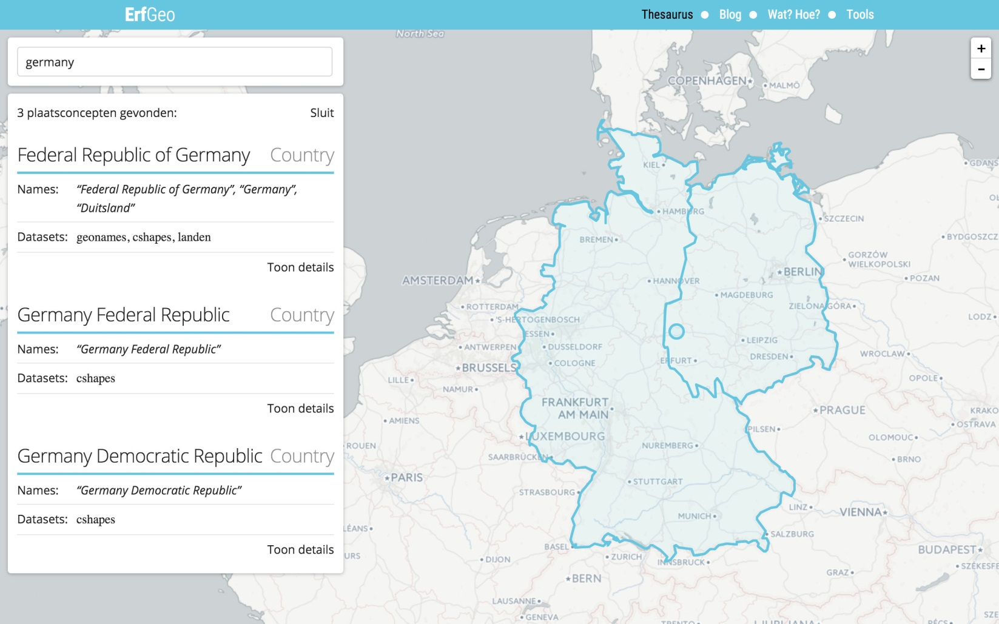 ErfGeo
Thesaurus ● Blog ● Wat? Hoe? ● Tools
germany
3 plaatsconcepten gevonden: Sluit
Federal Republic of Germany Country
Names: “Federal Republic of Germany”, “Germany”,
“Duitsland”
Datasets: geonames, cshapes, landen
Toon details
Germany Federal Republic Country
Names: “Germany Federal Republic”
Datasets: cshapes
Toon details
Germany Democratic Republic Country
Names: “Germany Democratic Republic”
Datasets: cshapes
Toon details
+
-
North Sea
COPENHAGEN
MALMÖ
KIEL
GDANS
HAMBURG
SZCZECIN
BREMEN
BYDGOSZCZ
GORZÓW
WIELKOPOLSKI
BERLIN
AMSTERDAM
HANNOVER
POZAN
MAGDEBURG
ROTTERDAM
ZIELONA GÓRA
'S-HERTOGENBOSCH
LODZ
ESSEN
LEIPZIG
ANTWERPEN
DUSSELDORF
WROCLAW
DRESDEN
ERFURT
COLOGNE
BRUSSELS
LILLE
OPOLE
NAMUR
FRANKFURT
AM MAIN
PRAGUE
KRAKO
AMIENS
OSTRAVA
PILSEN
LUXEMBOURG
OLOMOUC
ROUEN
NUREMBERG
SAARBRÜCKEN
BRNO
PARIS
STUTTGART
STRASBOURG
LINZ
VIENNA
MUNICH
LÉANS
SALZBURG
BASEL
BUDAPEST
URS
DIJON
ZURICH
INNSBRUCK
SZÉKESFE
GRAZ
BERN
LAUSANNE
GENEVA